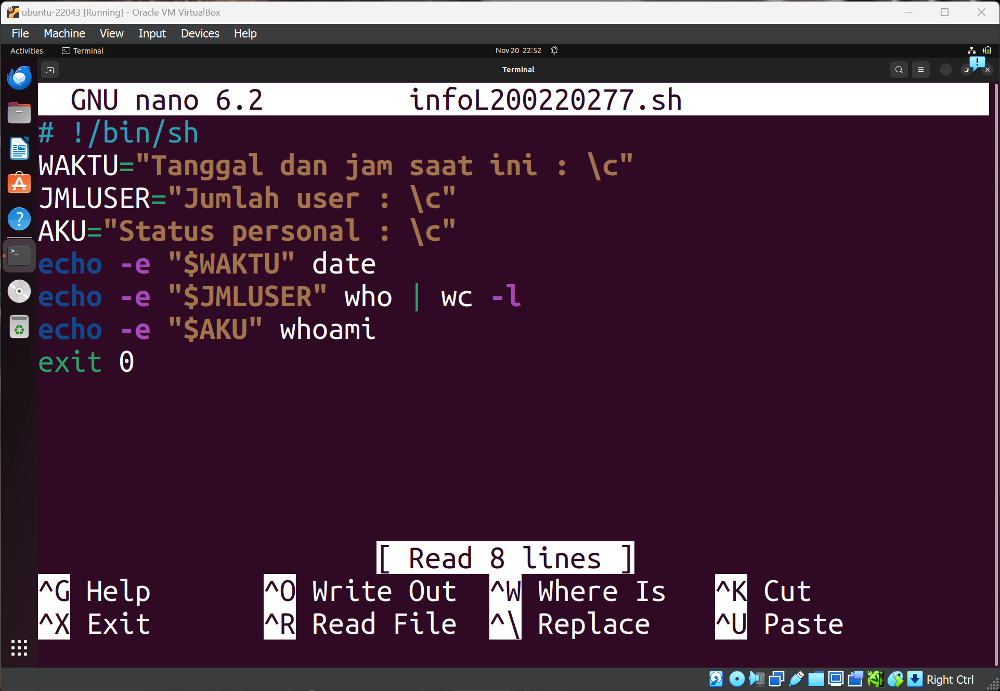 ubuntu-22043 [Running] - Oracle VM VirtualBox
File Machine View Input Devices Help
Activities Terminal Nov 20 22:52
Terminal
GNU nano 6.2 infoL200220277.sh
# !/bin/sh
WAKTU="Tanggal dan jam saat ini : \c"
JMLUSER="Jumlah user : \c"
AKU="Status personal : \c"
echo -e "$WAKTU" date
echo -e "$JMLUSER" who | wc -l
echo -e "$AKU" whoami
exit 0
[ Read 8 lines ]
^G Help ^O Write Out ^W Where Is ^K Cut
^X Exit ^R Read File ^\ Replace ^U Paste
Right Ctrl